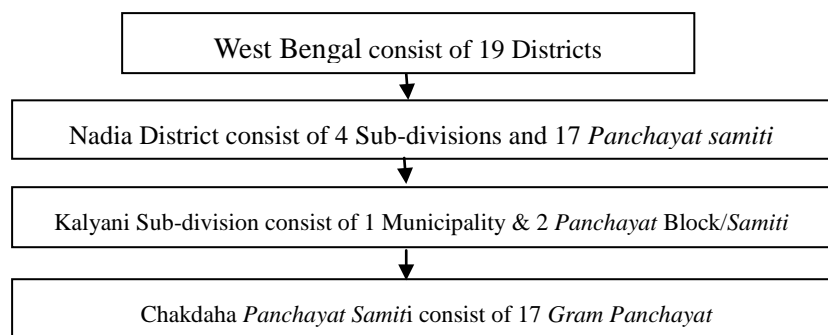 West Bengal consist of 19 Districts
Nadia District consist of 4 Sub-divisions and 17 Panchayat samiti
Kalyani Sub-division consist of 1 Municipality & 2 Panchayat Block/Samiti
Chakdaha Panchayat Samiti consist of 17 Gram Panchayat